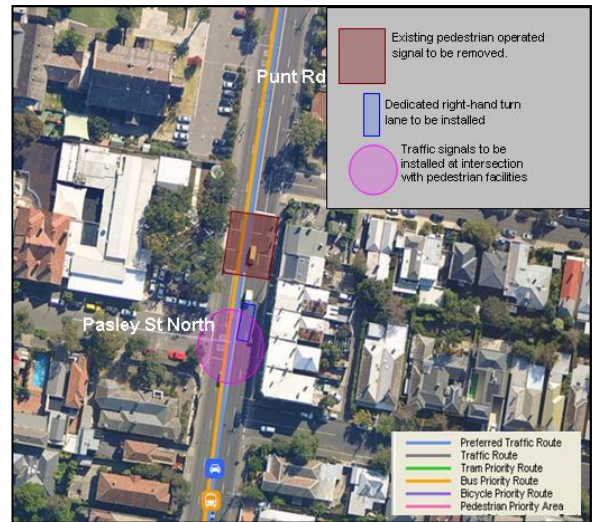 Punt Rd
Existing pedestrian operated
signal to be removed.
Dedicated right-hand turn
lane to be installed
Traffic signals to be
installed at intersection
with pedestrian facilities
Pasley St North
Preferred Traffic Route
Traffic Route
Tram Priority Route
Bus Priority Route
Bicycle Priority Route
Pedestrian Priority Area